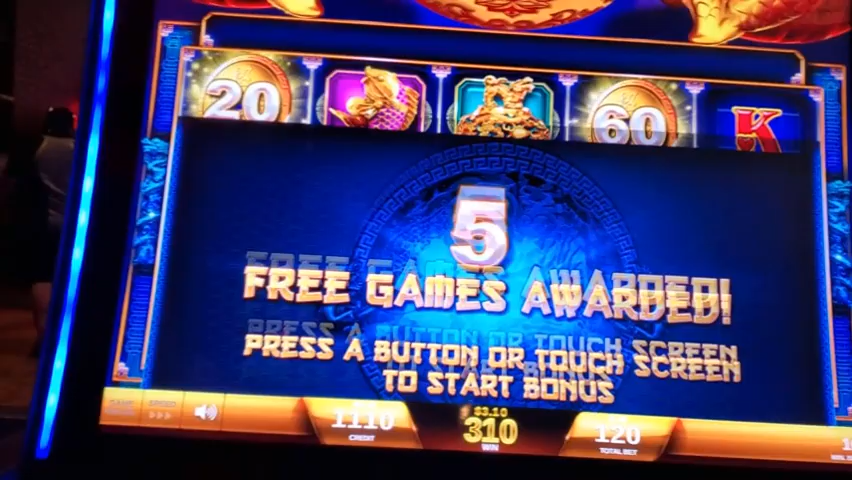 20
60
K
5
FREE GAMES AWARDED!
PRESS A BUTTON OR TOUCH SCREEN
TO START BONUS
1110
CREDIT
$3.10
310
WIN
120
TOTAL BET